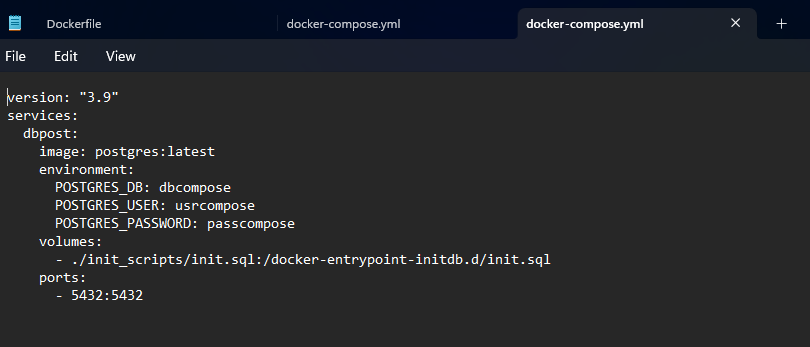 Dockerfile docker-compose.yml docker-compose.yml
File Edit View
version: "3.9"
services:
  dbpost:
    image: postgres:latest
    environment:
      POSTGRES_DB: dbcompose
      POSTGRES_USER: usrcompose
      POSTGRES_PASSWORD: passcompose
    volumes:
      - ./init_scripts/init.sql:/docker-entrypoint-initdb.d/init.sql
    ports:
      - 5432:5432